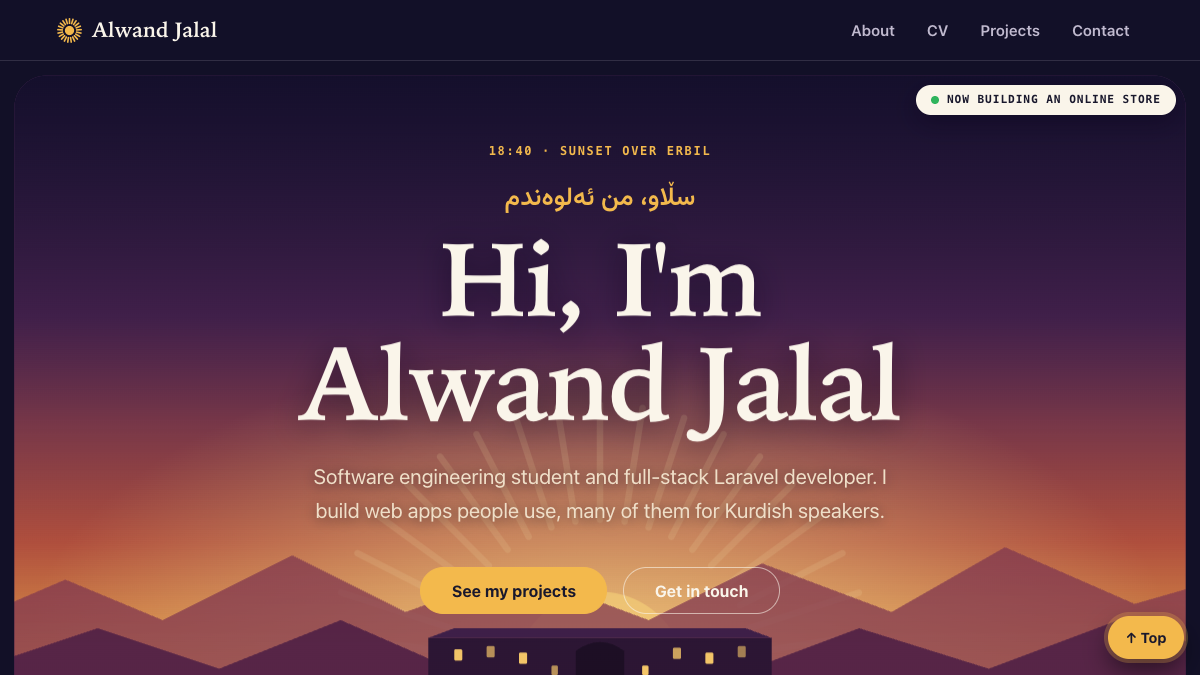 Alwand Jalal
About
CV
Projects
Contact
NOW BUILDING AN ONLINE STORE
18:40 · SUNSET OVER ERBIL
سڵاو، من ئەلوەندم
Hi, I'm
Alwand Jalal
Software engineering student and full-stack Laravel developer. I
build web apps people use, many of them for Kurdish speakers.
See my projects
Get in touch
↑ Top